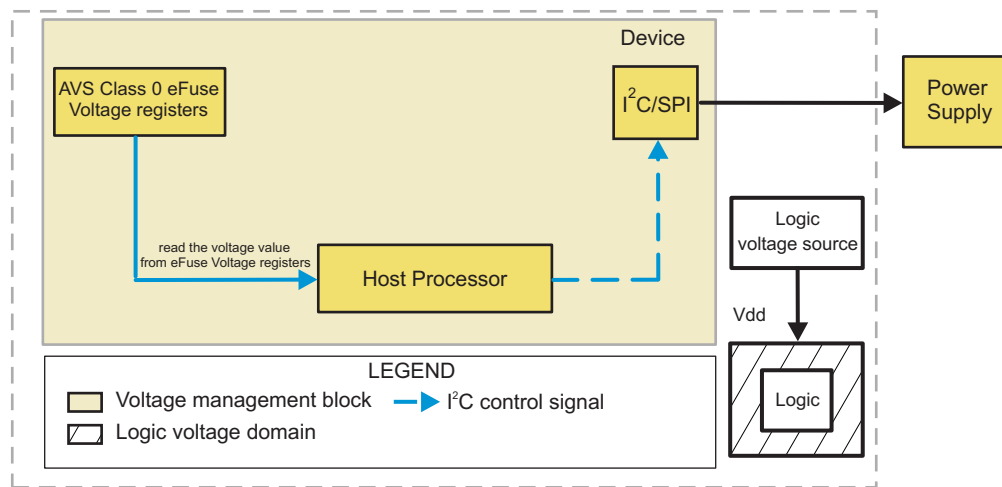 Device
AVS Class 0 eFuse
Voltage registers
I²C/SPI
Power
Supply
read the voltage value
from eFuse Voltage registers
Host Processor
Logic
voltage source
Vdd
Logic
LEGEND
Voltage management block
I²C control signal
Logic voltage domain